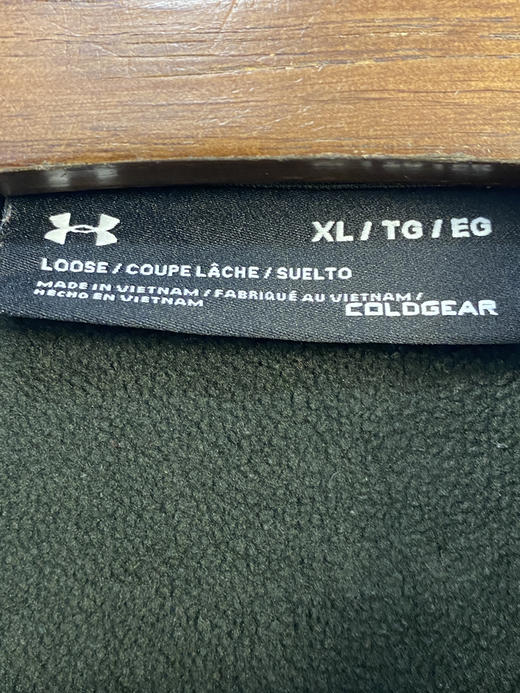 XL / TG / EG
LOOSE / COUPE LÂCHE / SUELTO
MADE IN VIETNAM / FABRIQUÉ AU VIETNAM /
HECHO EN VIETNAM
COLDGEAR